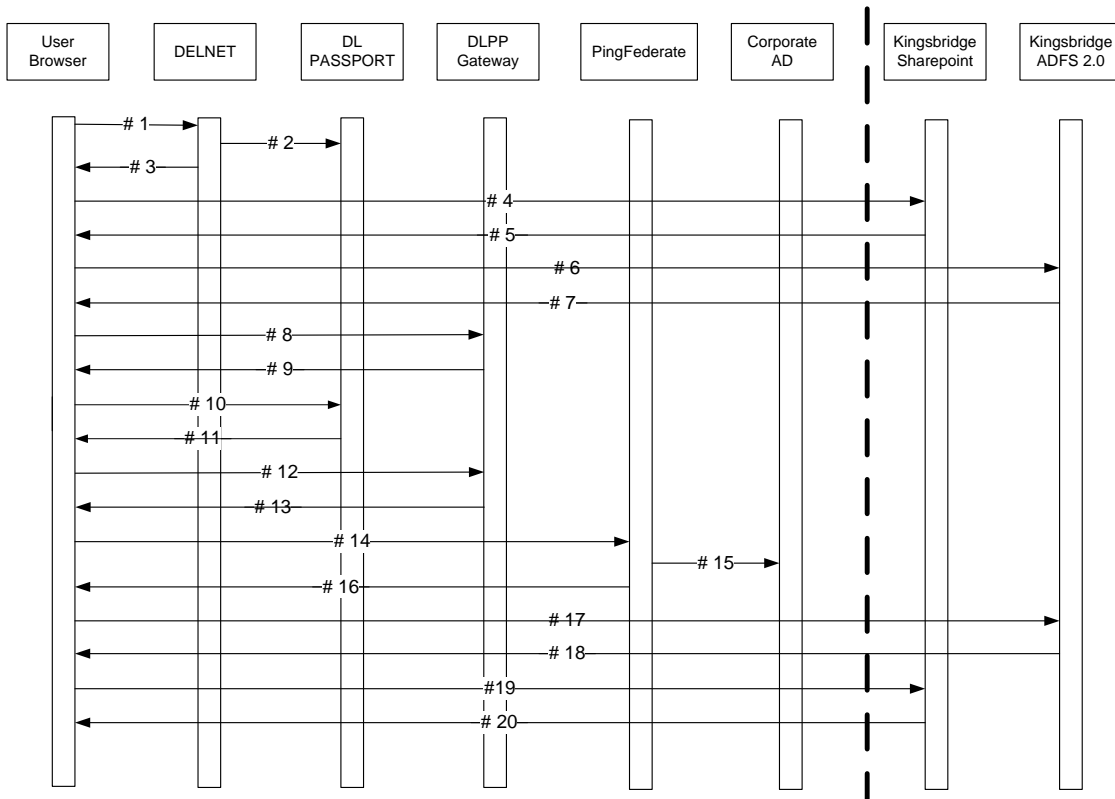 User
Browser
DELNET
DL
PASSPORT
DLPP
Gateway
PingFederate
Corporate
AD
Kingsbridge
Sharepoint
Kingsbridge
ADFS 2.0
# 1
# 2
# 3
# 4
# 5
# 6
# 7
# 8
# 9
# 10
# 11
# 12
# 13
# 14
# 15
# 16
# 17
# 18
#19
# 20